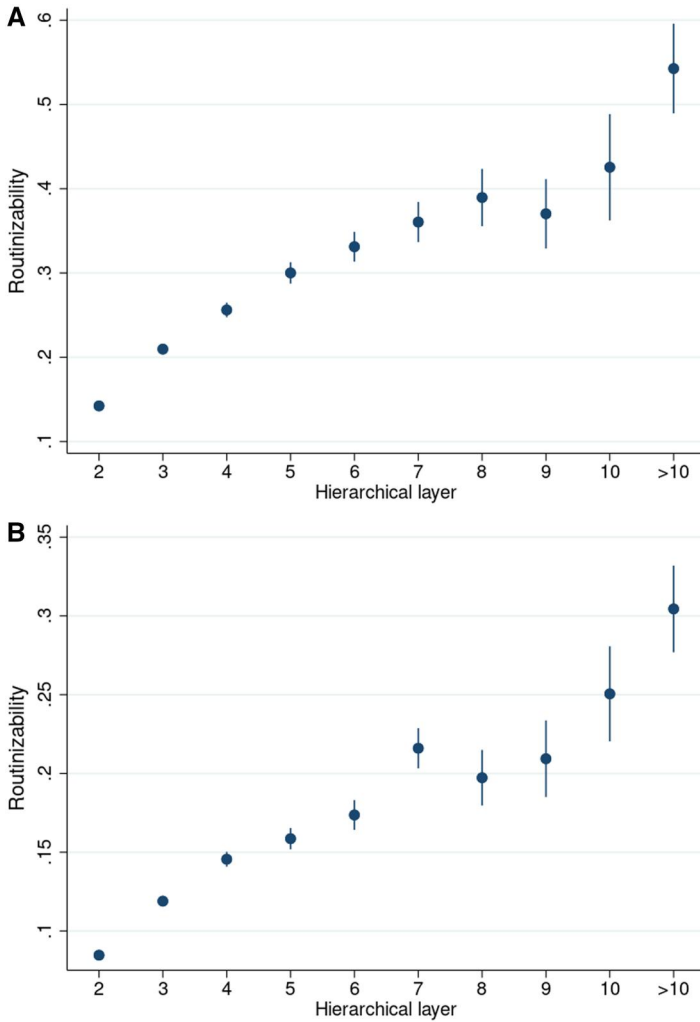 A
.6
.5
.4
.3
.2
.1
Routinizability
2 3 4 5 6 7 8 9 10 >10
Hierarchical layer
B
.35
.3
.25
.2
.15
.1
Routinizability
2 3 4 5 6 7 8 9 10 >10
Hierarchical layer